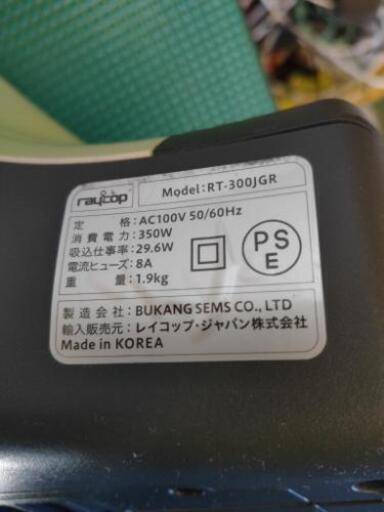 raycop Model:RT-300JGR
定 格:AC100V 50/60Hz
消費電力:350W
吸込仕事率:29.6W
電流ヒューズ:8A
重 量:1.9kg
PS
E
製造会社:BUKANG SEMS CO., LTD
輸入販売元:レイコップ・ジャパン株式会社
Made in KOREA